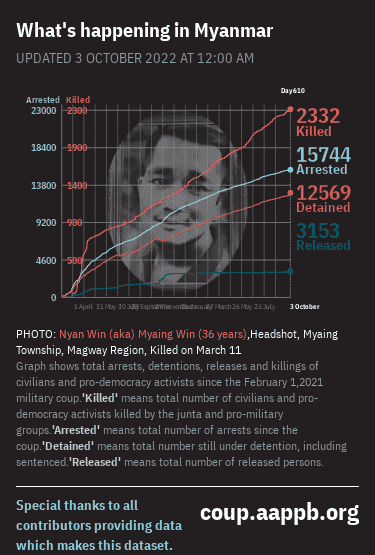 What's happening in Myanmar
UPDATED 3 OCTOBER 2022 AT 12:00 AM
Day610
Arrested Killed
23000 2300
18400 1900
13800 1400
9200 900
4600 500
0
2332
Killed
15744
Arrested
12569
Detained
3153
Released
1 April 31 May 30 July March 26 May 25 July 3 October
PHOTO: Nyan Win (aka) Myaing Win (36 years),Headshot, Myaing
Township, Magway Region, Killed on March 11
Graph shows total arrests, detentions, releases and killings of
civilians and pro-democracy activists since the February 1,2021
military coup.'Killed' means total number of civilians and pro-
democracy activists killed by the junta and pro-military
groups.'Arrested' means total number of arrests since the
coup.'Detained' means total number still under detention, including
sentenced.'Released' means total number of released persons.
Special thanks to all
contributors providing data
which makes this dataset.
coup.aappb.org